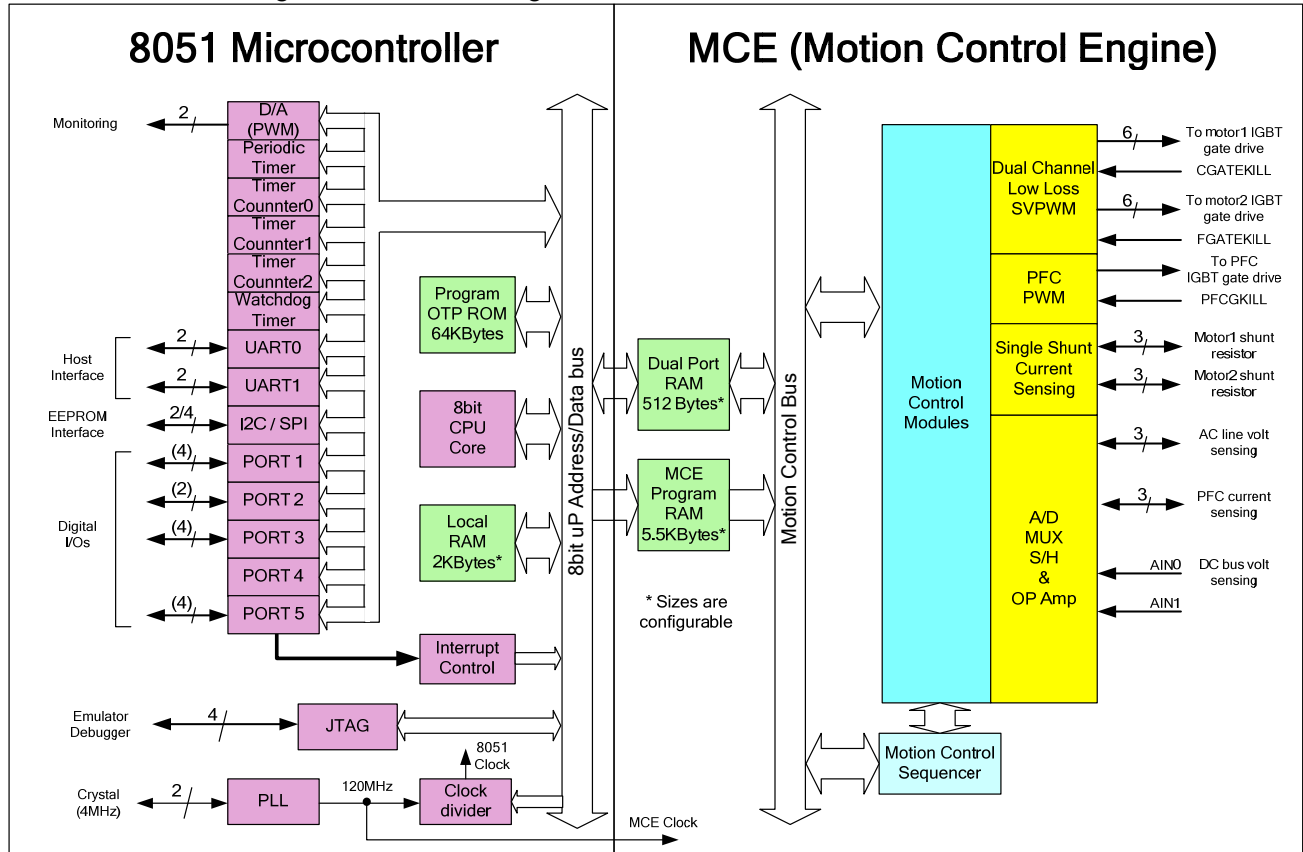 8051 Microcontroller
MCE (Motion Control Engine)
Monitoring
2
D/A
(PWM)
Periodic
Timer
Timer
Counnter0
Timer
Counnter1
Timer
Counnter2
Watchdog
Timer
Host
Interface
2
UART0
2
UART1
EEPROM
Interface
2/4
I2C / SPI
Digital
I/Os
(4)
PORT 1
(2)
PORT 2
(4)
PORT 3
PORT 4
(4)
PORT 5
Program
OTP ROM
64KBytes
8bit
CPU
Core
Local
RAM
2KBytes*
Interrupt
Control
Emulator
Debugger
4
JTAG
8051
Clock
Crystal
(4MHz)
2
PLL
120MHz
Clock
divider
MCE Clock
8bit uP Address/Data bus
Dual Port
RAM
512 Bytes*
MCE
Program
RAM
5.5KBytes*
* Sizes are
configurable
Motion Control Bus
Motion
Control
Modules
Motion Control
Sequencer
Dual Channel
Low Loss
SVPWM
PFC
PWM
Single Shunt
Current
Sensing
A/D
MUX
S/H
&
OP Amp
6
To motor1 IGBT
gate drive
CGATEKILL
6
To motor2 IGBT
gate drive
FGATEKILL
To PFC
IGBT gate drive
PFCGKILL
3
Motor1 shunt
resistor
3
Motor2 shunt
resistor
3
AC line volt
sensing
3
PFC current
sensing
AIN0
DC bus volt
sensing
AIN1